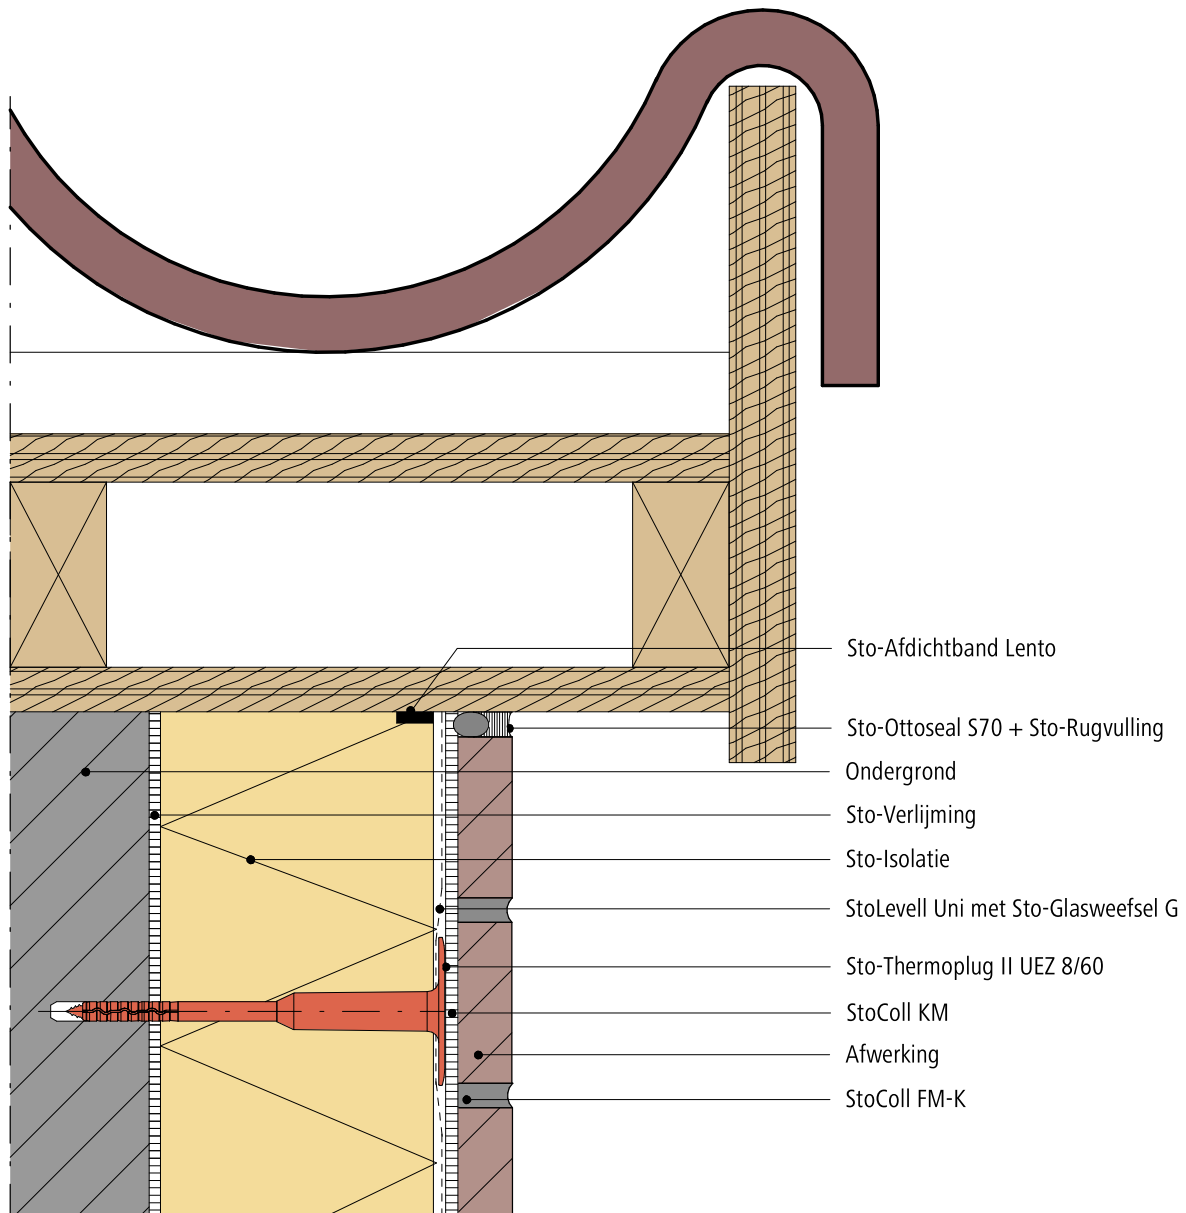 Sto-Afdichtband Lento
Sto-Ottoseal S70 + Sto-Rugvulling
Ondergrond
Sto-Verlijming
Sto-Isolatie
StoLevell Uni met Sto-Glasweefsel G
Sto-Thermoplug II UEZ 8/60
StoColl KM
Afwerking
StoColl FM-K